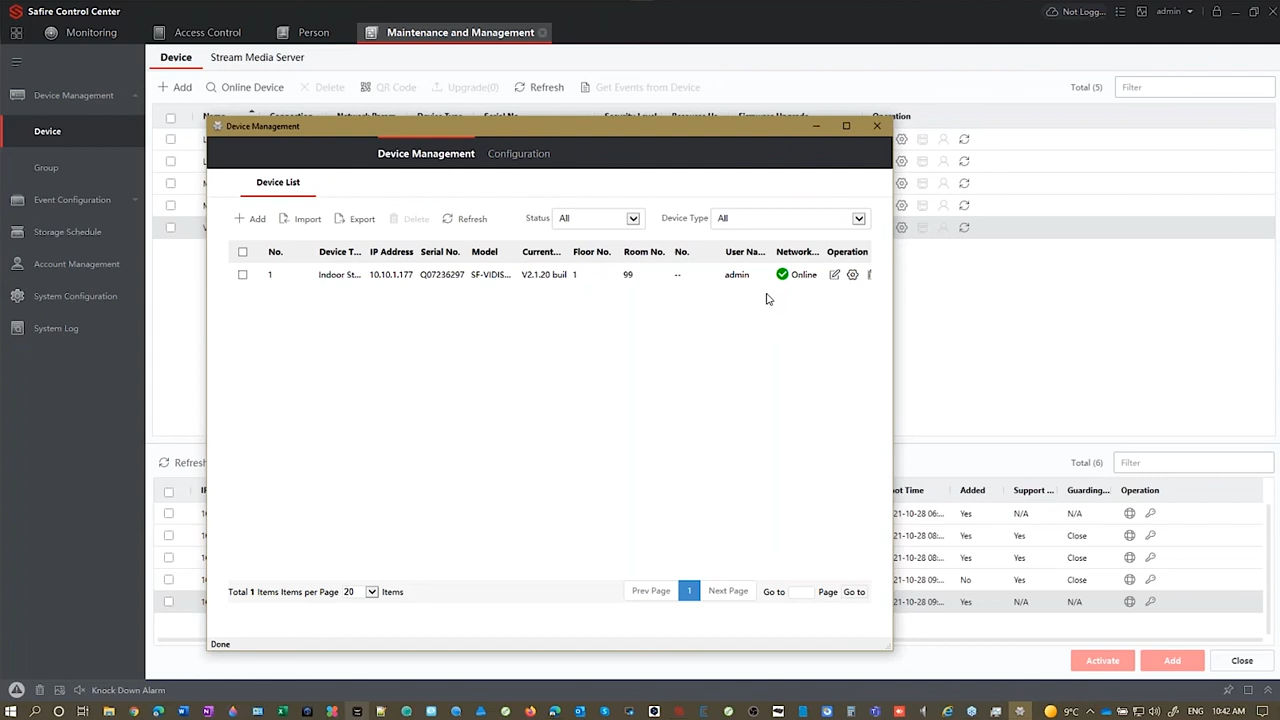 Safire Control Center
Not Logg...
admin
Monitoring
Access Control
Person
Maintenance and Management
Device
Stream Media Server
Add
Online Device
Delete
QR Code
Upgrade(0)
Refresh
Get Events from Device
Total (5)
Filter
Device Management
Device
Group
Event Configuration
Storage Schedule
Account Management
System Configuration
System Log
Device Management
Device Management
Configuration
Device List
Add
Import
Export
Delete
Refresh
Status
All
Device Type
All
No. Device T... IP Address Serial No. Model Current... Floor No. Room No. No. User Na... Network... Operation
1 Indoor St... 10.10.1.177 Q07236297 SF-VIDIS... V2.1.20 buil 1 99 -- admin Online
Total 1 Items Items per Page 20 Items
Prev Page 1 Next Page Go to Page Go to
Done
Refresh
Total (6)
Filter
Added Support ... Guarding... Operation
21-10-28 06:... Yes N/A N/A
21-10-28 08:... Yes Yes Close
21-10-28 08:... Yes Yes Close
21-10-28 09:... No Yes Close
21-10-28 09:... Yes N/A N/A
Activate
Add
Close
Knock Down Alarm
9°C
ENG
10:42 AM